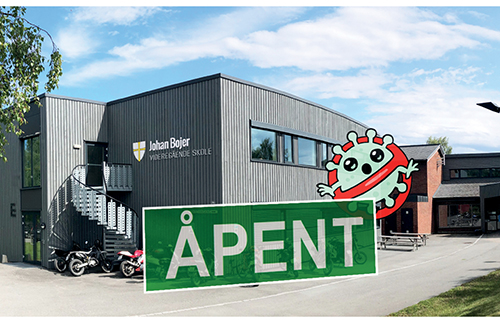 Johan Bojer
VIDEREGÅENDE SKOLE
E
ÅPENT